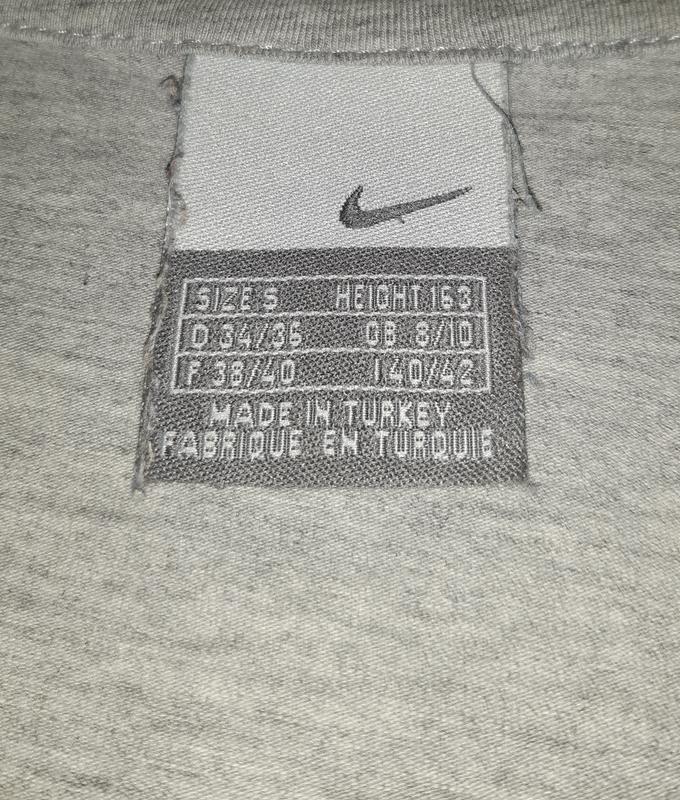 SIZE S HEIGHT 163
D 34/36 GB 8/10
F 38/40 I 40/42
MADE IN TURKEY
FABRIQUE EN TURQUIE